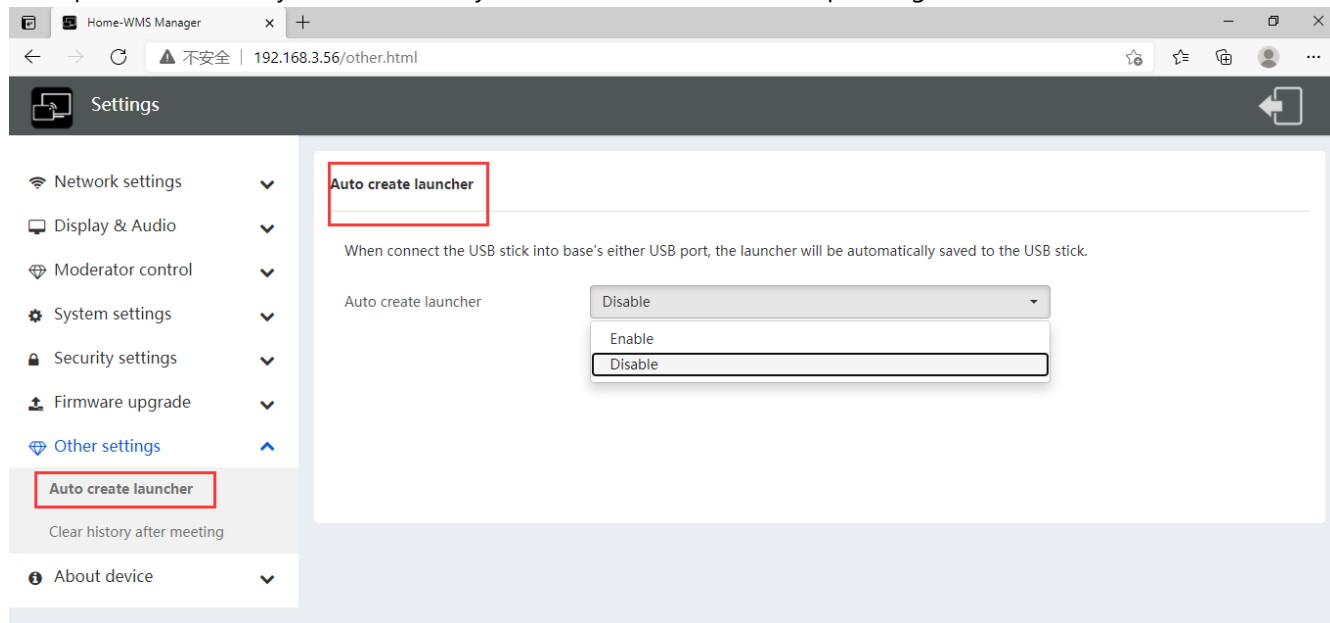 Home-WMS Manager
不安全 | 192.168.3.56/other.html
Settings
Network settings
Display & Audio
Moderator control
System settings
Security settings
Firmware upgrade
Other settings
Auto create launcher
Clear history after meeting
About device
Auto create launcher
When connect the USB stick into base's either USB port, the launcher will be automatically saved to the USB stick.
Auto create launcher
Disable
Enable
Disable